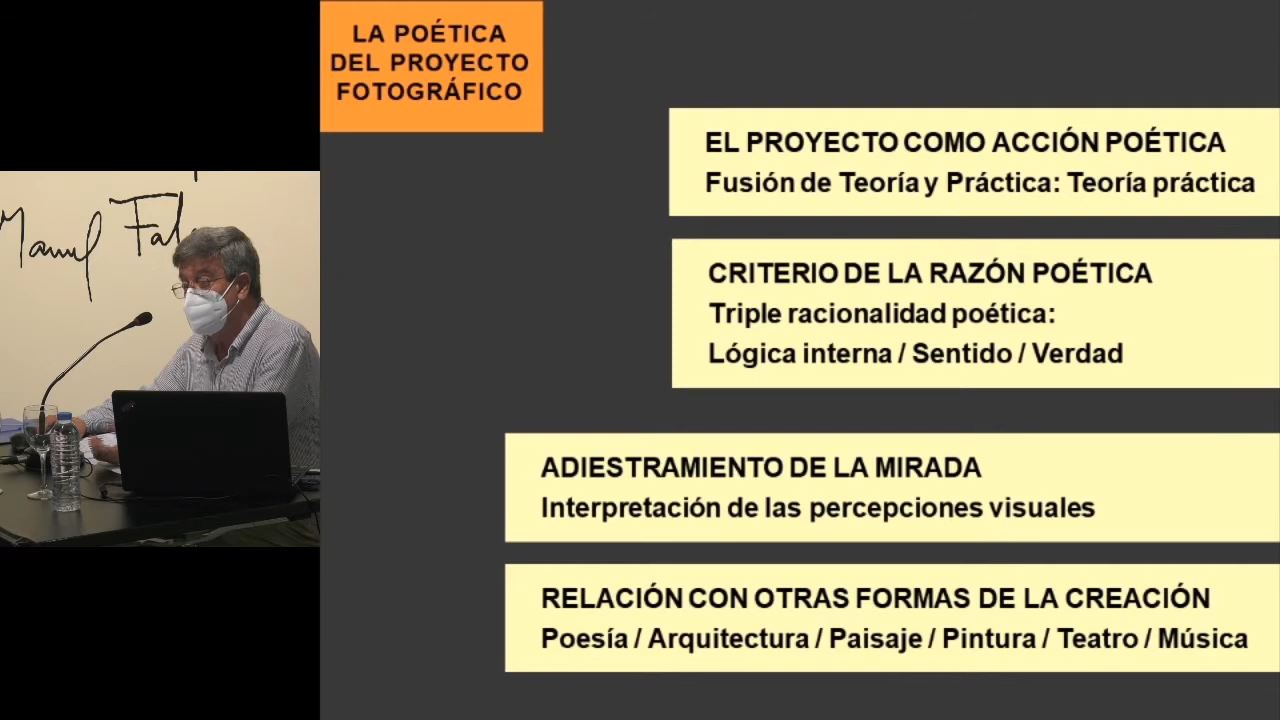 LA POÉTICA
DEL PROYECTO
FOTOGRÁFICO
EL PROYECTO COMO ACCIÓN POÉTICA
Fusión de Teoría y Práctica: Teoría práctica
CRITERIO DE LA RAZÓN POÉTICA
Triple racionalidad poética:
Lógica interna / Sentido / Verdad
ADIESTRAMIENTO DE LA MIRADA
Interpretación de las percepciones visuales
RELACIÓN CON OTRAS FORMAS DE LA CREACIÓN
Poesía / Arquitectura / Paisaje / Pintura / Teatro / Música
Manuel